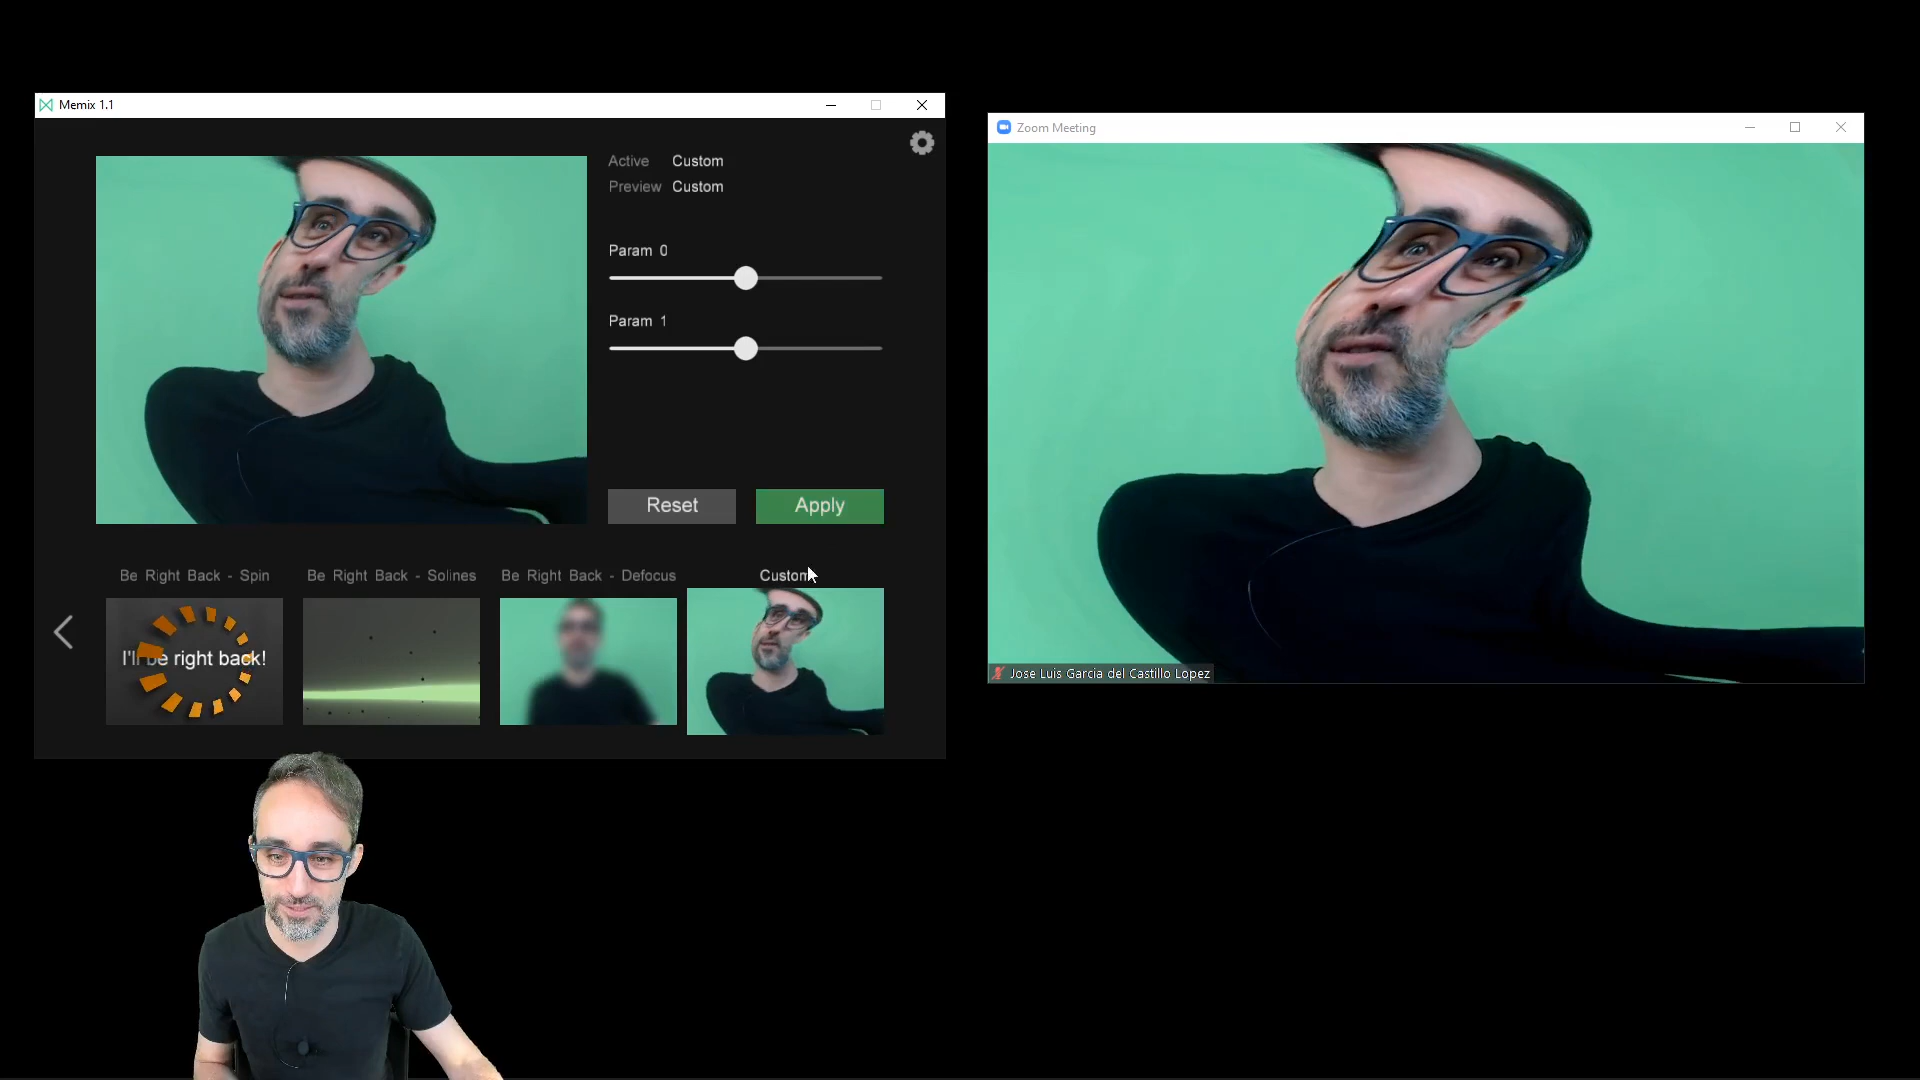 Memix 1.1
Active Custom
Preview Custom
Param 0
Param 1
Reset Apply
Be Right Back - Spin Be Right Back - Solines Be Right Back - Defocus Custom
I'll be right back!
Zoom Meeting
Jose Luis Garcia del Castillo Lopez